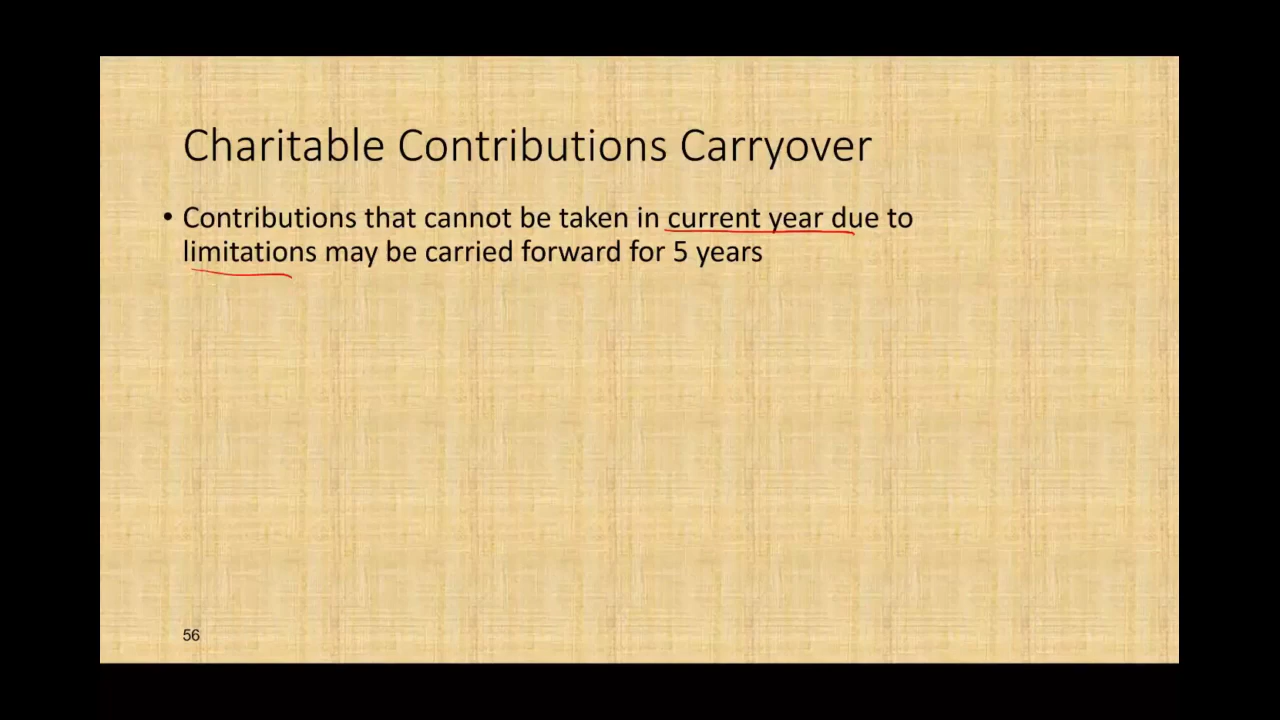 Charitable Contributions Carryover
• Contributions that cannot be taken in current year due to
limitations may be carried forward for 5 years
56